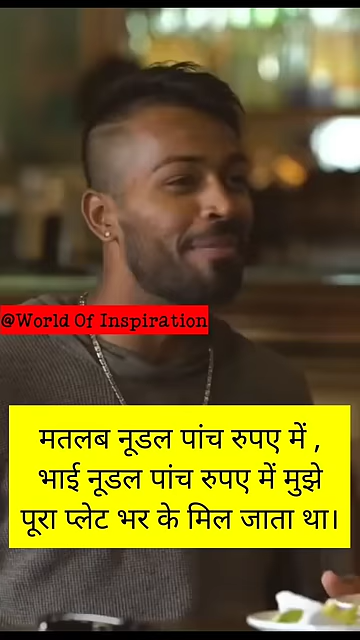 @World Of Inspiration
मतलब नूडल पांच रुपए में ,
भाई नूडल पांच रुपए में मुझे
पूरा प्लेट भर के मिल जाता था।